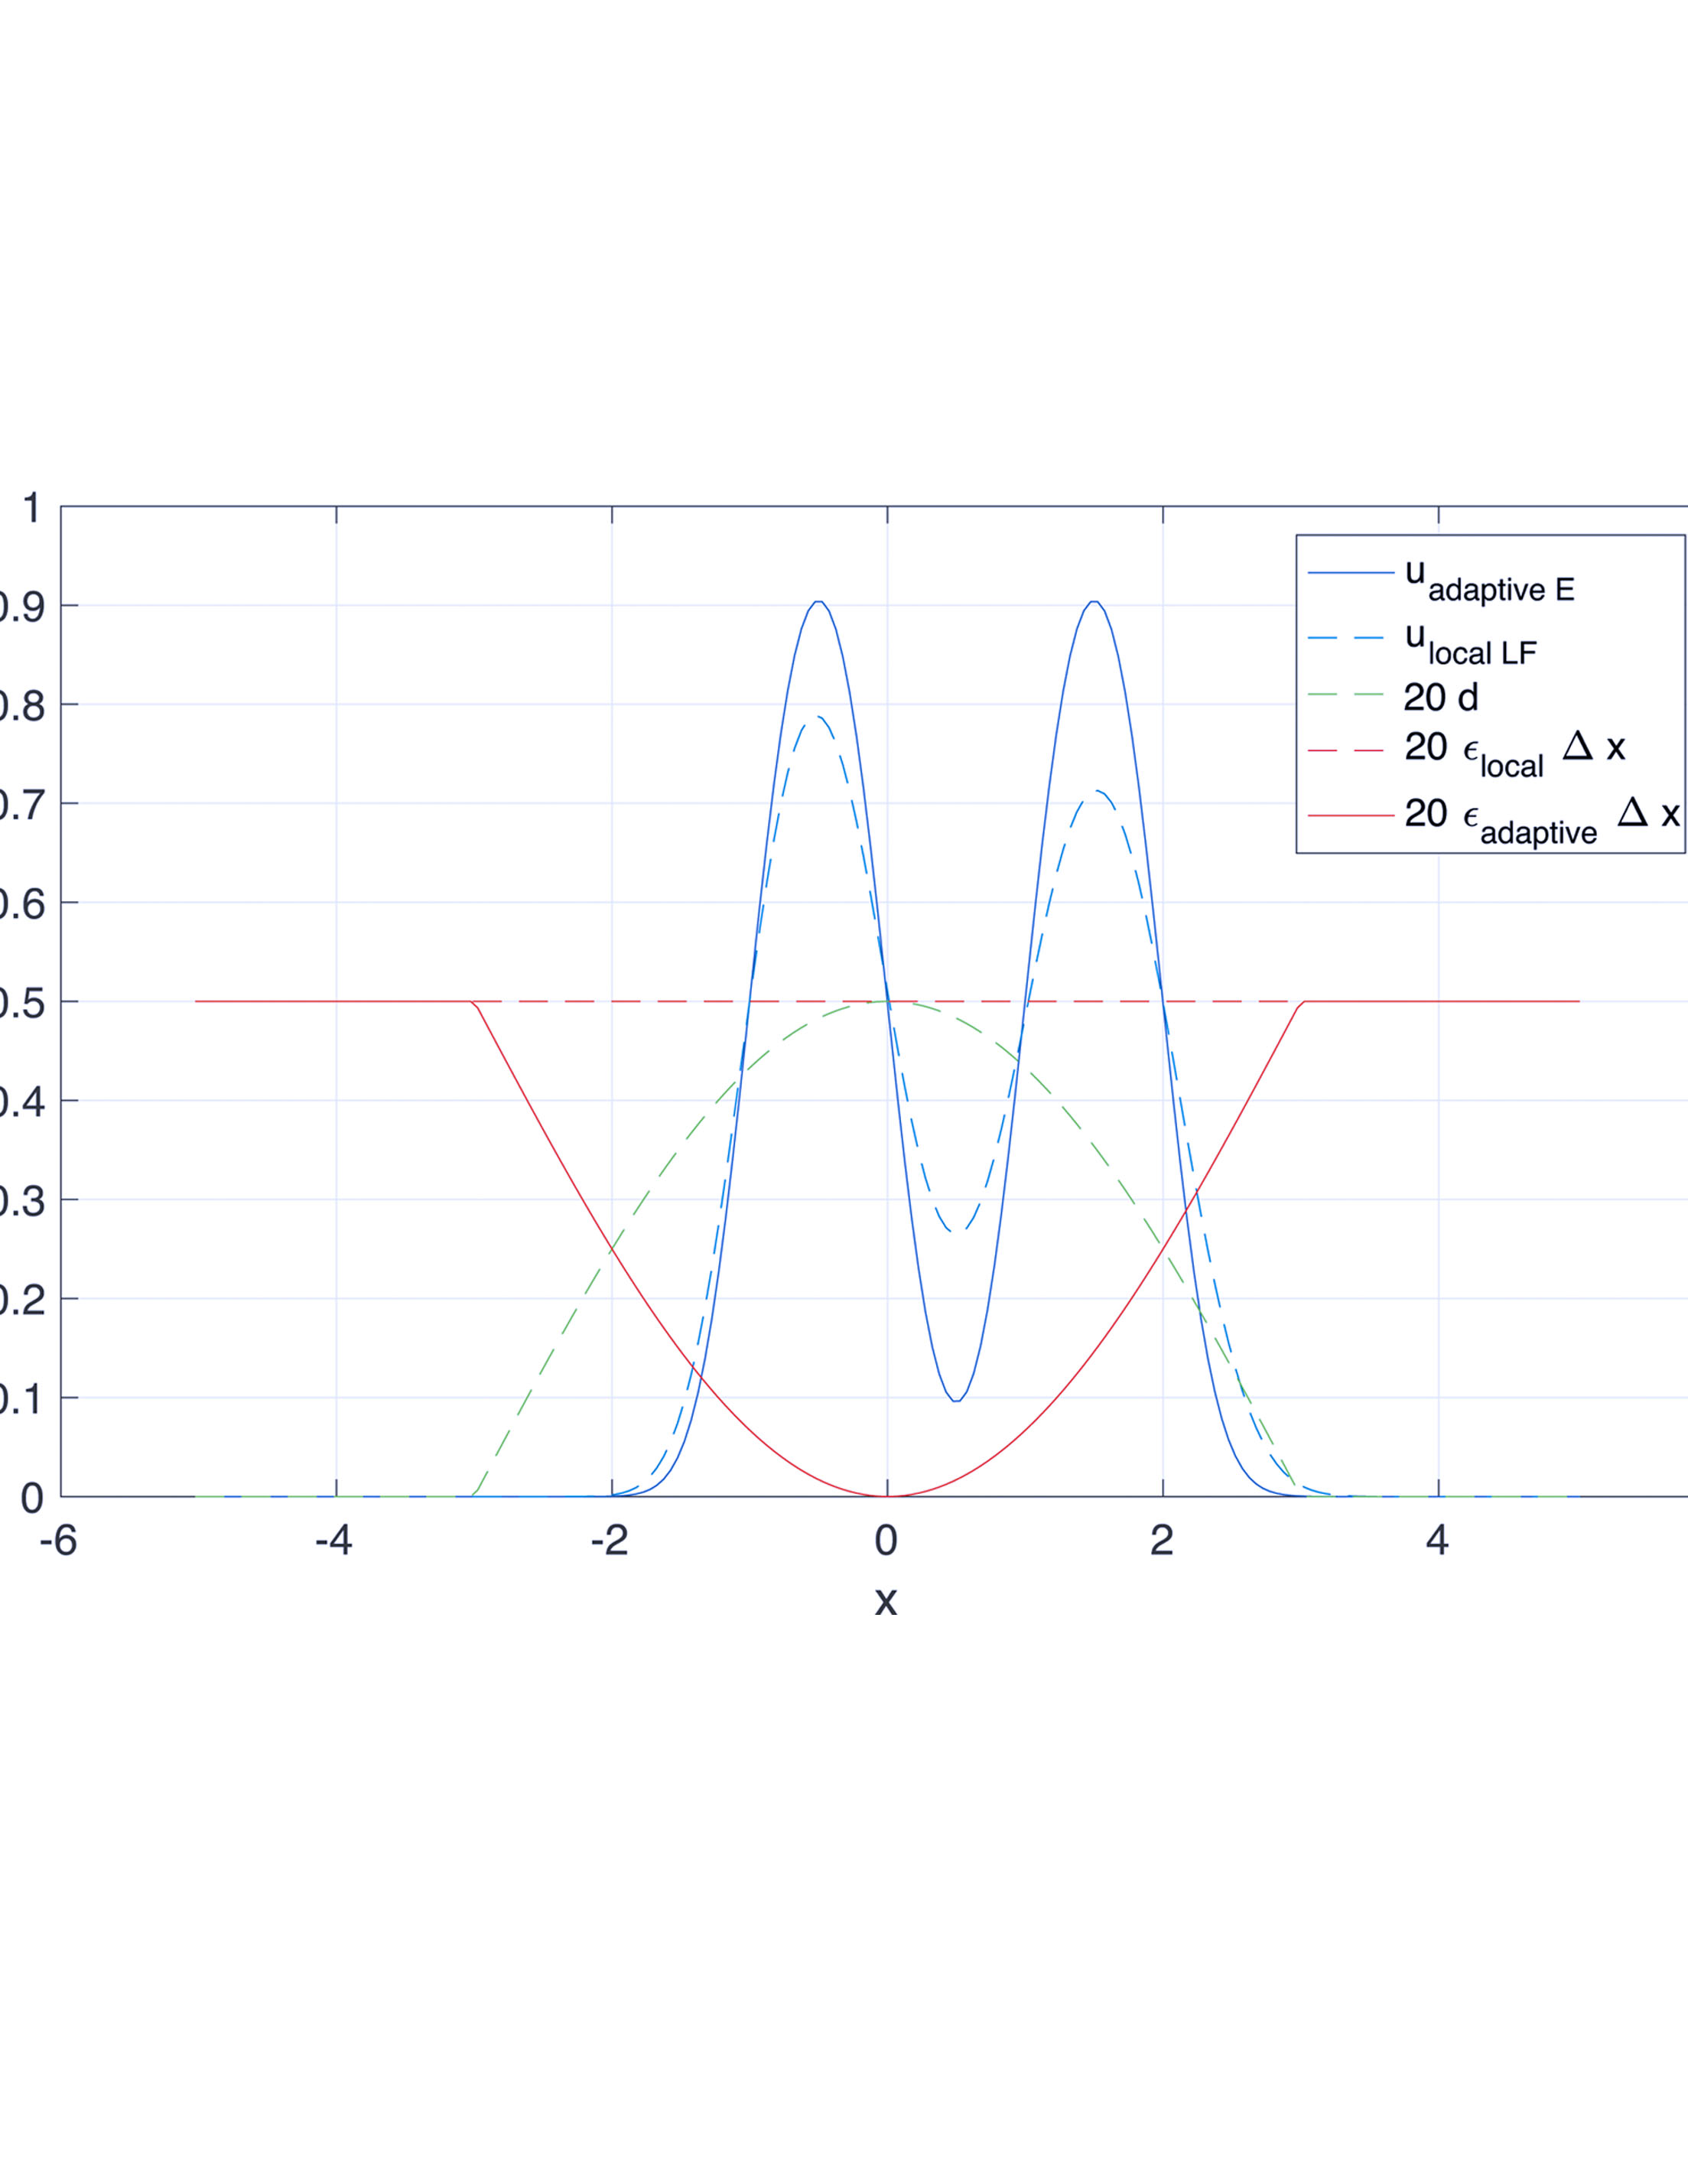 1
0.9
0.8
0.7
0.6
0.5
0.4
0.3
0.2
0.1
0
-6 -4 -2 0 2 4
x
u adaptive E
u local LF
20 d
20 ϵ local Δ x
20 ϵ adaptive Δ x